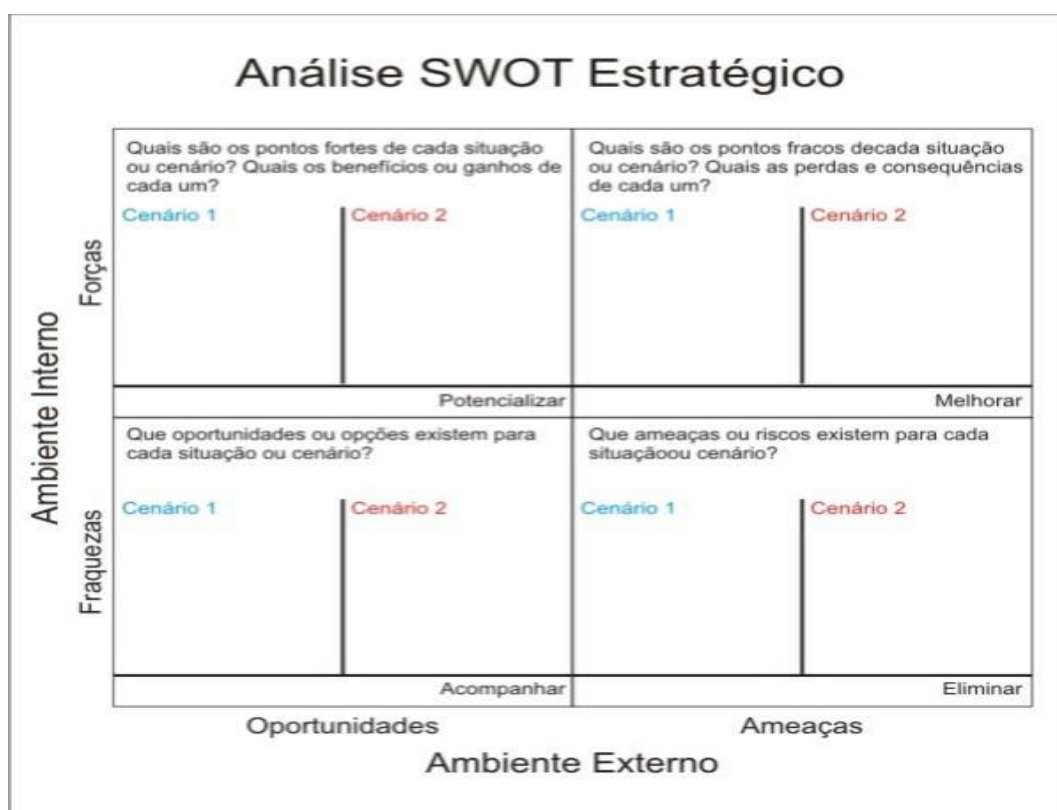 Análise SWOT Estratégico
Quais são os pontos fortes de cada situação
ou cenário? Quais os benefícios ou ganhos de
cada um?
Cenário 1
Cenário 2
Potencializar
Quais são os pontos fracos decada situação
ou cenário? Quais as perdas e consequências
de cada um?
Cenário 1
Cenário 2
Melhorar
Forças
Ambiente Interno
Que oportunidades ou opções existem para
cada situação ou cenário?
Cenário 1
Cenário 2
Acompanhar
Que ameaças ou riscos existem para cada
situaçãoou cenário?
Cenário 1
Cenário 2
Eliminar
Fraquezas
Oportunidades
Ameaças
Ambiente Externo